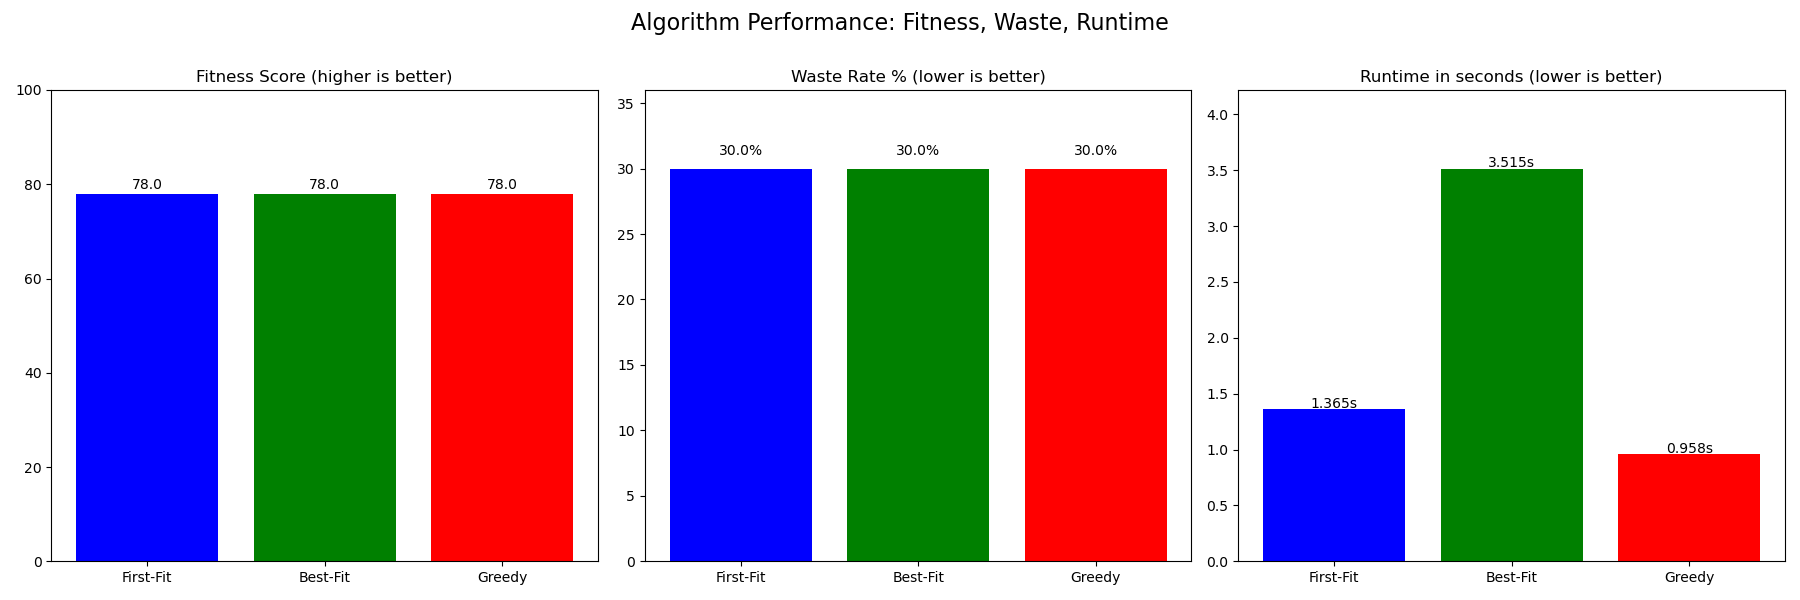 Algorithm Performance: Fitness, Waste, Runtime
Fitness Score (higher is better)
100
80
60
40
20
0
78.0
78.0
78.0
First-Fit
Best-Fit
Greedy
Waste Rate % (lower is better)
35
30
25
20
15
10
5
0
30.0%
30.0%
30.0%
First-Fit
Best-Fit
Greedy
Runtime in seconds (lower is better)
4.0
3.5
3.0
2.5
2.0
1.5
1.0
0.5
0.0
1.365s
3.515s
0.958s
First-Fit
Best-Fit
Greedy